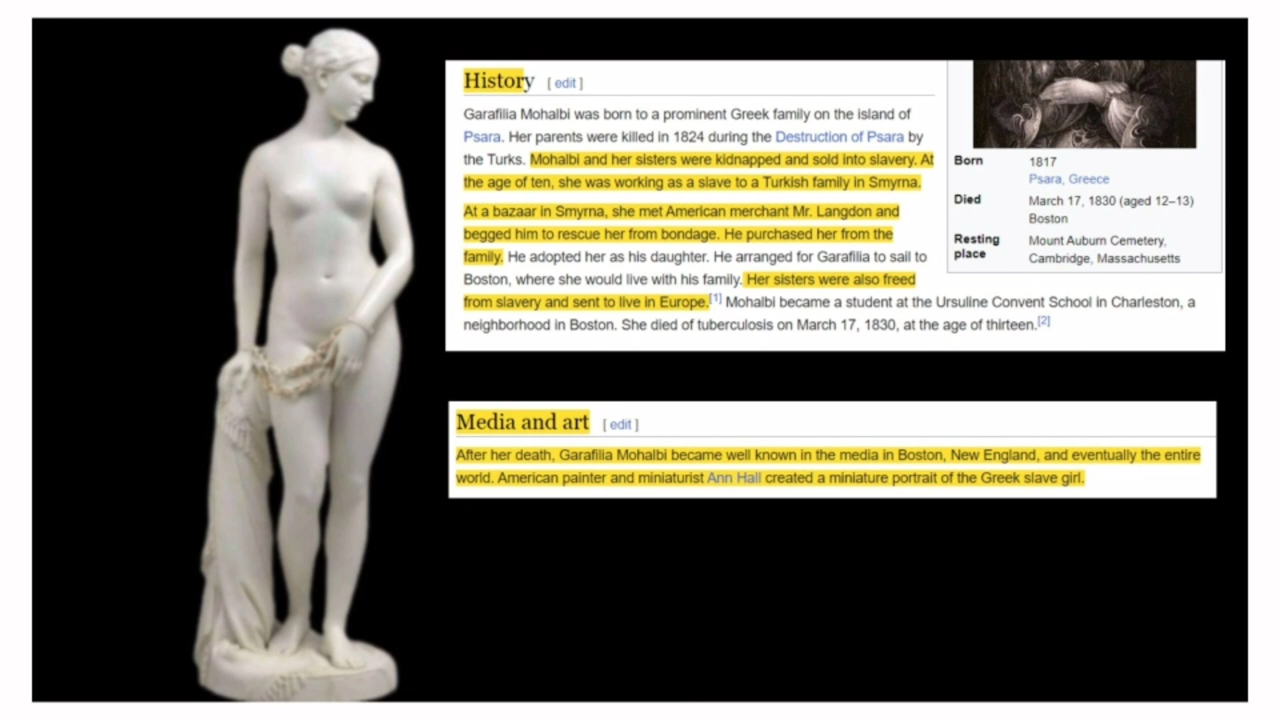 History [ edit ]
Garafilia Mohalbi was born to a prominent Greek family on the island of
Psara. Her parents were killed in 1824 during the Destruction of Psara by
the Turks. Mohalbi and her sisters were kidnapped and sold into slavery. At
the age of ten, she was working as a slave to a Turkish family in Smyrna.
At a bazaar in Smyrna, she met American merchant Mr. Langdon and
begged him to rescue her from bondage. He purchased her from the
family. He adopted her as his daughter. He arranged for Garafilia to sail to
Boston, where she would live with his family. Her sisters were also freed
from slavery and sent to live in Europe.[1] Mohalbi became a student at the Ursuline Convent School in Charleston, a
neighborhood in Boston. She died of tuberculosis on March 17, 1830, at the age of thirteen.[2]
Born 1817
Psara, Greece
Died March 17, 1830 (aged 12–13)
Boston
Resting Mount Auburn Cemetery,
place Cambridge, Massachusetts
Media and art [ edit ]
After her death, Garafilia Mohalbi became well known in the media in Boston, New England, and eventually the entire
world. American painter and miniaturist Ann Hall created a miniature portrait of the Greek slave girl.